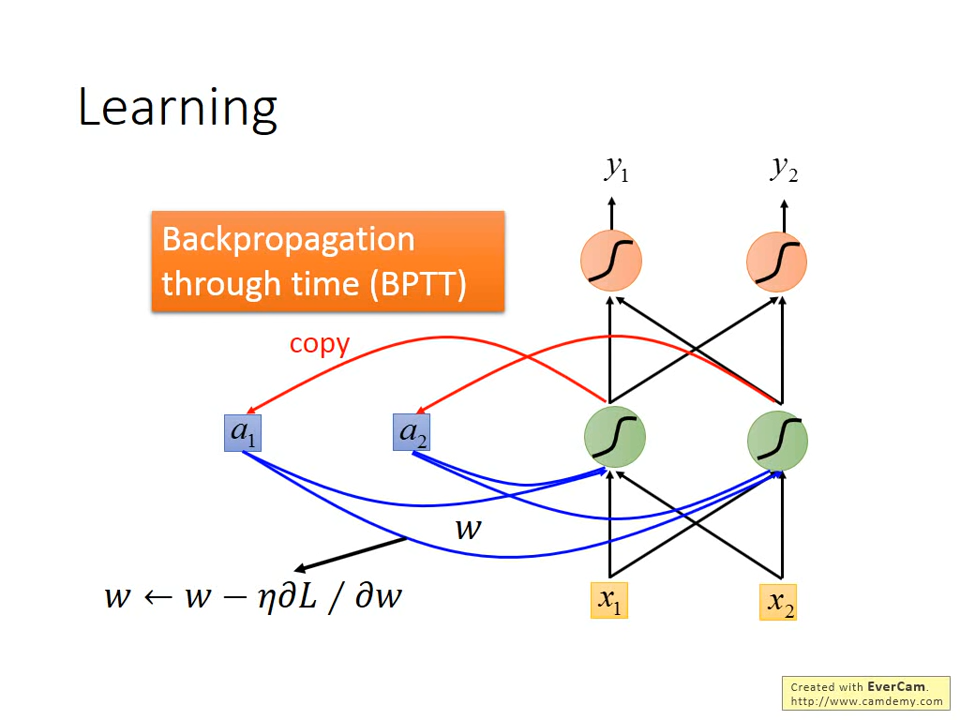 Learning
y₁ y₂
Backpropagation
through time (BPTT)
copy
a₁ a₂
w
w ← w − η∂L / ∂w
x₁ x₂
Created with EverCam.
http://www.camdemy.com